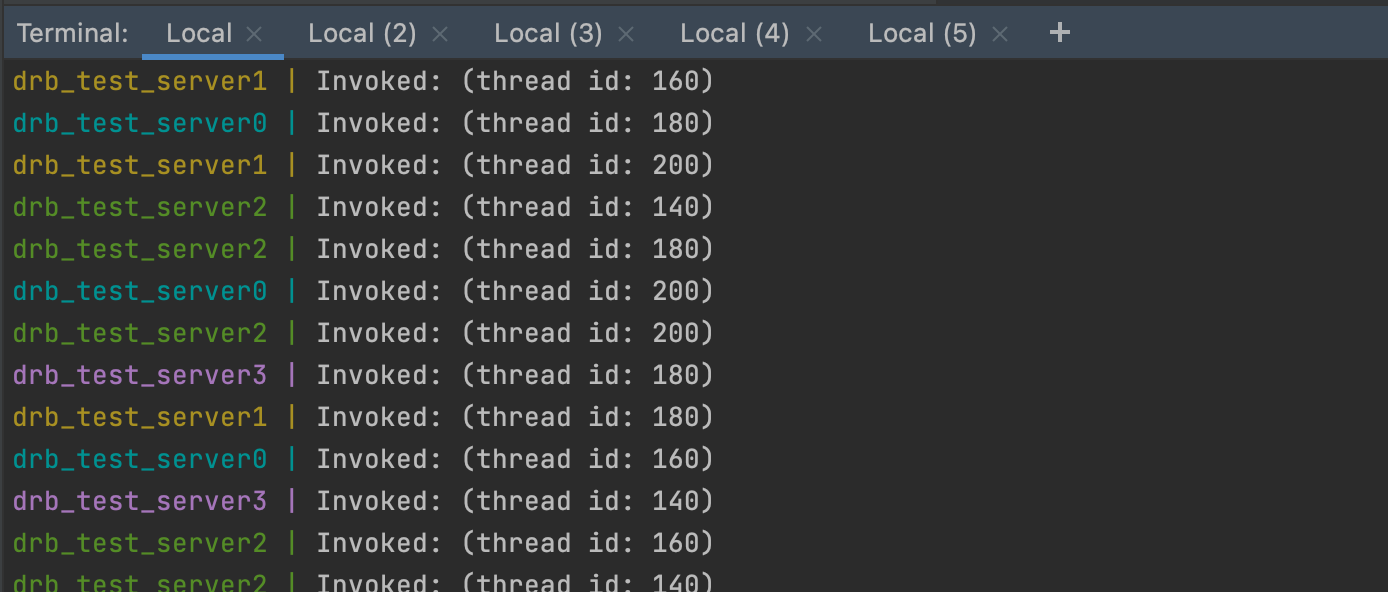 Terminal: Local × Local (2) × Local (3) × Local (4) × Local (5) × +
drb_test_server1 | Invoked: (thread id: 160)
drb_test_server0 | Invoked: (thread id: 180)
drb_test_server1 | Invoked: (thread id: 200)
drb_test_server2 | Invoked: (thread id: 140)
drb_test_server2 | Invoked: (thread id: 180)
drb_test_server0 | Invoked: (thread id: 200)
drb_test_server2 | Invoked: (thread id: 200)
drb_test_server3 | Invoked: (thread id: 180)
drb_test_server1 | Invoked: (thread id: 180)
drb_test_server0 | Invoked: (thread id: 160)
drb_test_server3 | Invoked: (thread id: 140)
drb_test_server2 | Invoked: (thread id: 160)
drb_test_server2 | Invoked: (thread id: 140)